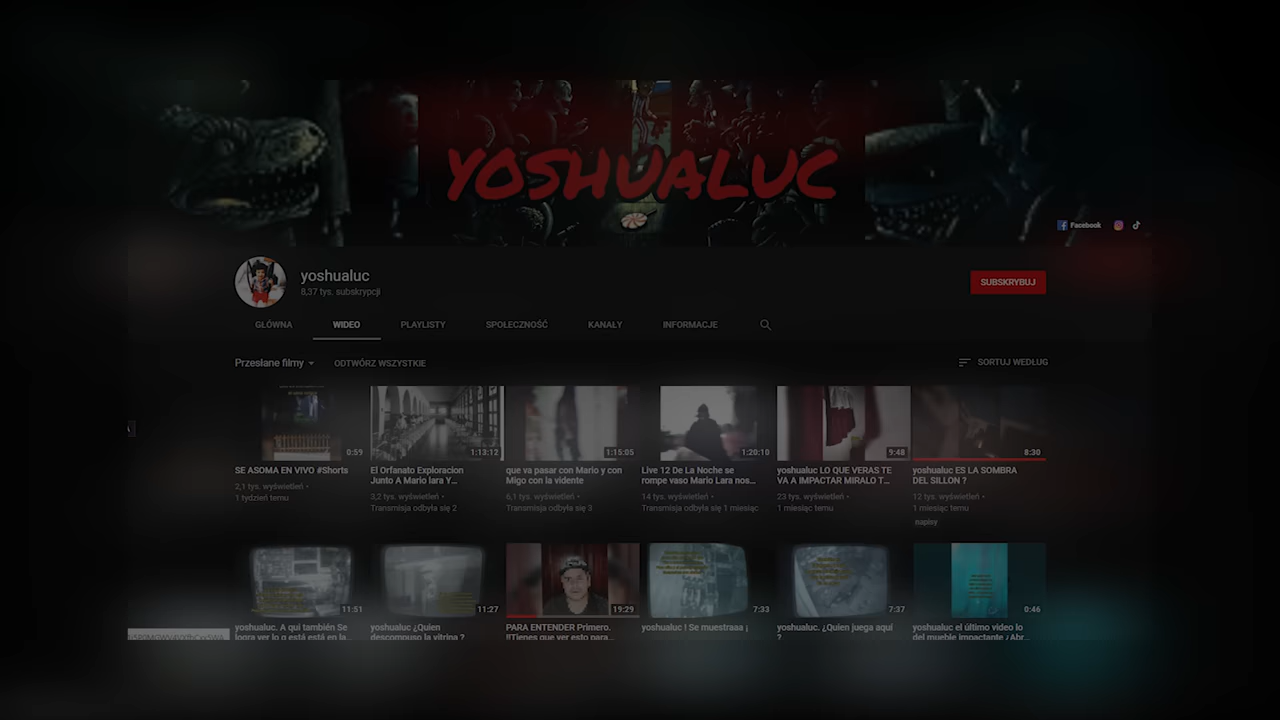 YOSHUALUC
Facebook
yoshualuc
8,37 tys. subskrypcji
SUBSKRYBUJ
GŁÓWNA WIDEO PLAYLISTY SPOŁECZNOŚĆ KANAŁY INFORMACJE
Przesłane filmy ODTWÓRZ WSZYSTKIE SORTUJ WEDŁUG
0:59
SE ASOMA EN VIVO #Shorts
2,1 tys. wyświetleń •
1 tydzień temu
1:13:12
El Orfanato Exploracion
Junto A Mario lara Y…
3,2 tys. wyświetleń •
Transmisja odbyła się 2
1:15:05
que va pasar con Mario y con
Migo con la vidente
6,1 tys. wyświetleń •
Transmisja odbyła się 3
1:20:10
Live 12 De La Noche se
rompe vaso Mario Lara nos…
14 tys. wyświetleń •
Transmisja odbyła się 1 miesiąc
9:48
yoshualuc LO QUE VERAS TE
VA A IMPACTAR MIRALO T…
23 tys. wyświetleń •
1 miesiąc temu
8:30
yoshualuc ES LA SOMBRA
DEL SILLON ?
12 tys. wyświetleń •
1 miesiąc temu
napisy
11:51
yoshualuc. A qui también Se
logra ver lo q está está en la…
11:27
yoshualuc ¿Quien
descompuso la vitrina ?
19:29
PARA ENTENDER Primero.
!!Tienes que ver esto para…
7:33
yoshualuc ! Se muestraaa ¡
7:37
yoshualuc. ¿Quien juega aquí
?
0:46
yoshualuc el último video lo
del mueble impactante ¿Abr…